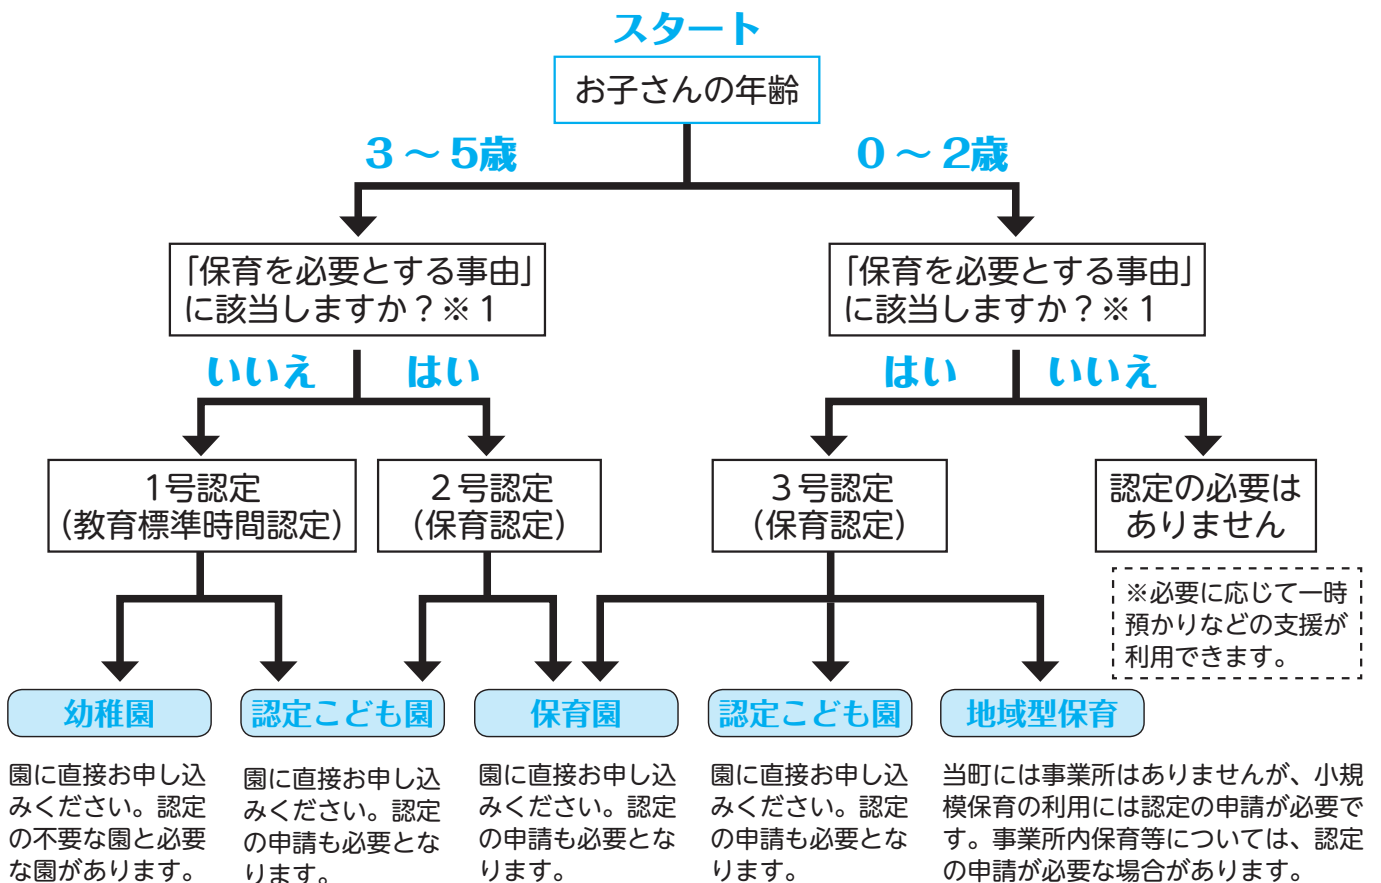 スタート
お子さんの年齢
3～5歳
0～2歳
「保育を必要とする事由」
に該当しますか？※1
「保育を必要とする事由」
に該当しますか？※1
いいえ
はい
はい
いいえ
1号認定
（教育標準時間認定）
2号認定
（保育認定）
3号認定
（保育認定）
認定の必要は
ありません
※必要に応じて一時
預かりなどの支援が
利用できます。
幼稚園
園に直接お申し込
みください。認定
の不要な園と必要
な園があります。
認定こども園
園に直接お申し込
みください。認定
の申請も必要とな
ります。
保育園
園に直接お申し込
みください。認定
の申請も必要とな
ります。
認定こども園
園に直接お申し込
みください。認定
の申請も必要とな
ります。
地域型保育
当町には事業所はありませんが、小規
模保育の利用には認定の申請が必要で
す。事業所内保育等については、認定
の申請が必要な場合があります。